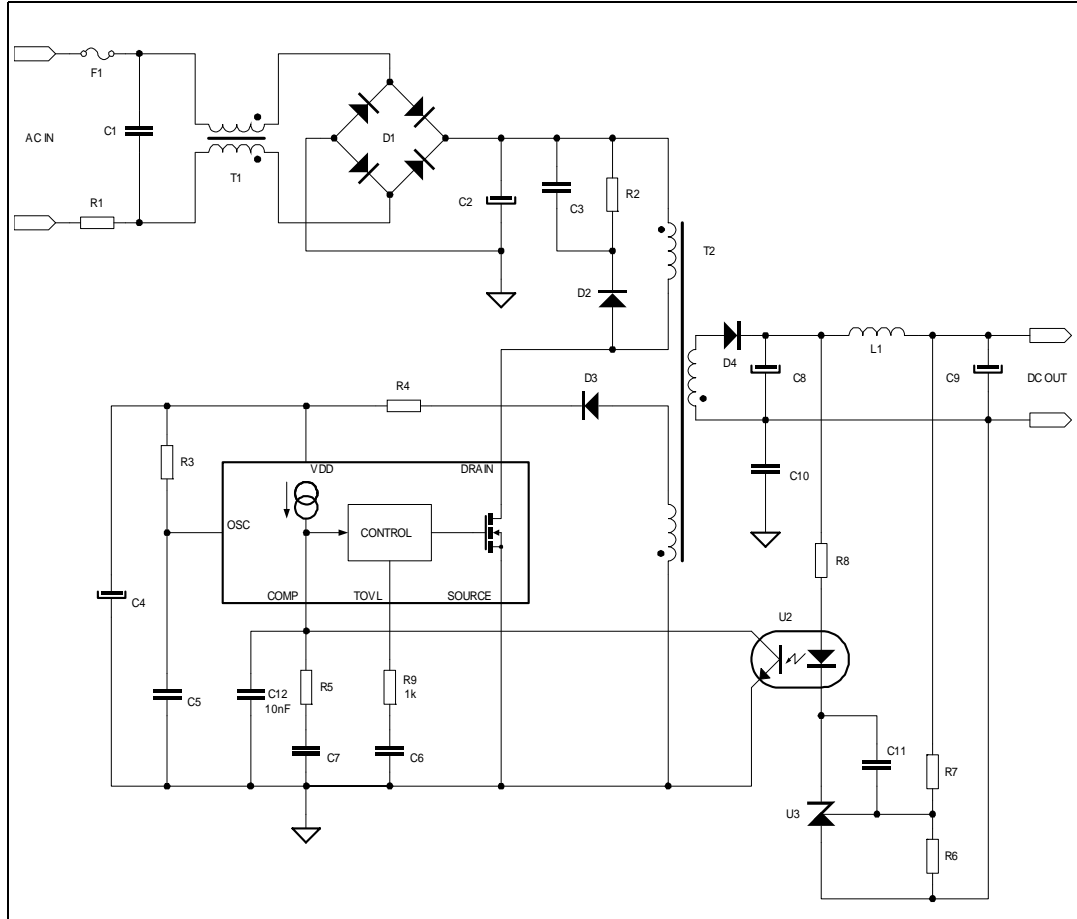 F1
AC IN
C1
T1
R1
D1
C2
C3
R2
D2
T2
D4
C8
L1
C9
DC OUT
C10
R4
D3
R3
VDD
DRAIN
OSC
CONTROL
COMP
TOVL
SOURCE
C4
C5
C12
10nF
R5
R9
1k
C7
C6
R8
U2
C11
R7
U3
R6